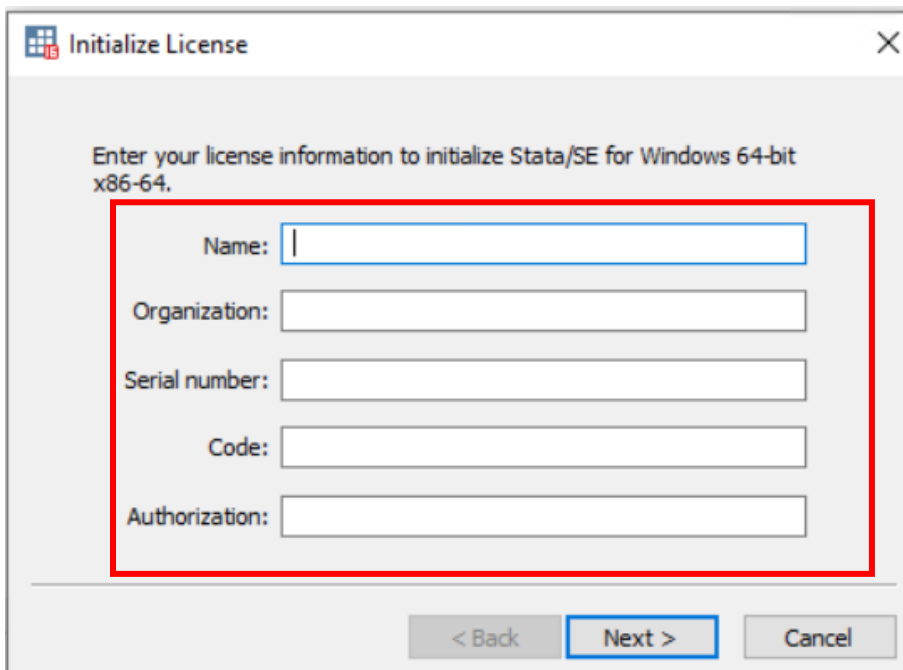 Initialize License
Enter your license information to initialize Stata/SE for Windows 64-bit
x86-64.
Name:
Organization:
Serial number:
Code:
Authorization:
< Back Next > Cancel